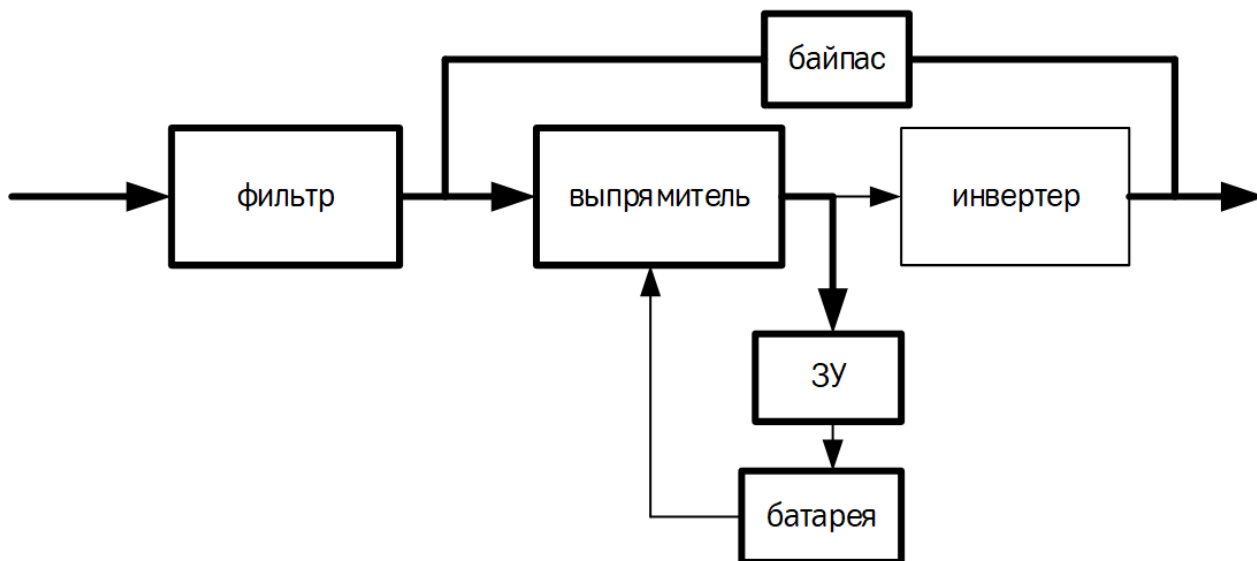 байпас
фильтр
выпрямитель
инвертер
ЗУ
батарея